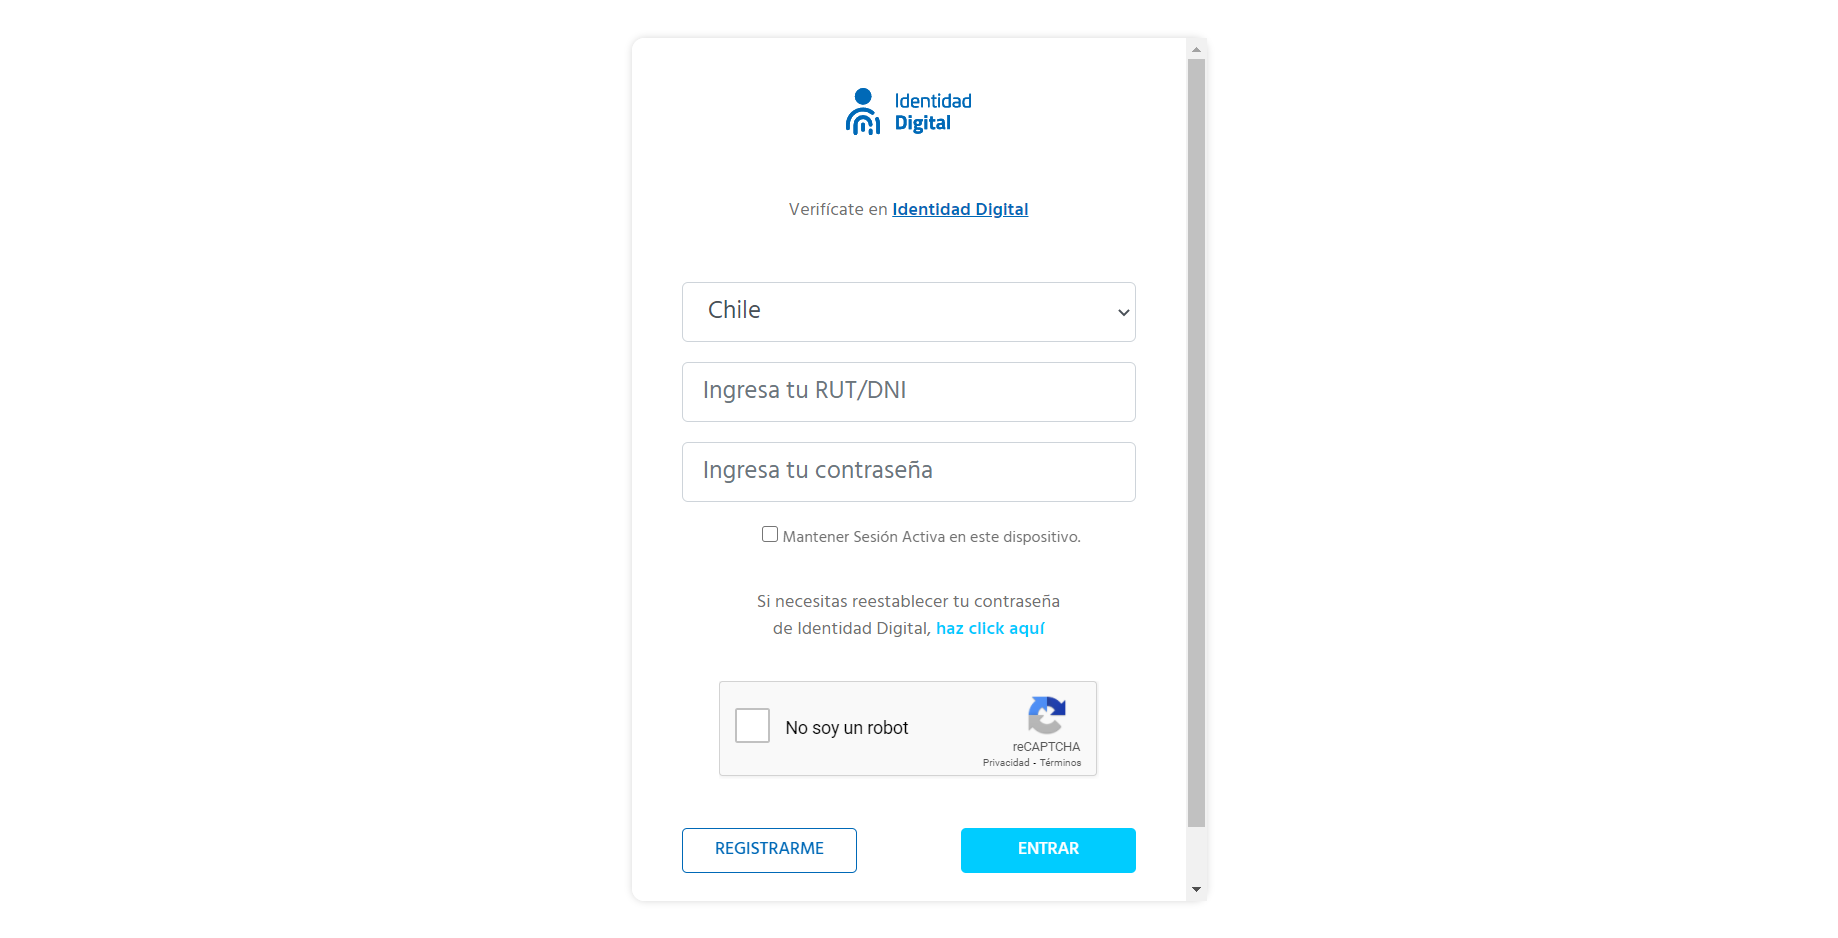 Identidad
Digital
Verifícate en Identidad Digital
Chile
Ingresa tu RUT/DNI
Ingresa tu contraseña
Mantener Sesión Activa en este dispositivo.
Si necesitas reestablecer tu contraseña
de Identidad Digital, haz click aquí
No soy un robot
reCAPTCHA
Privacidad - Términos
REGISTRARME
ENTRAR